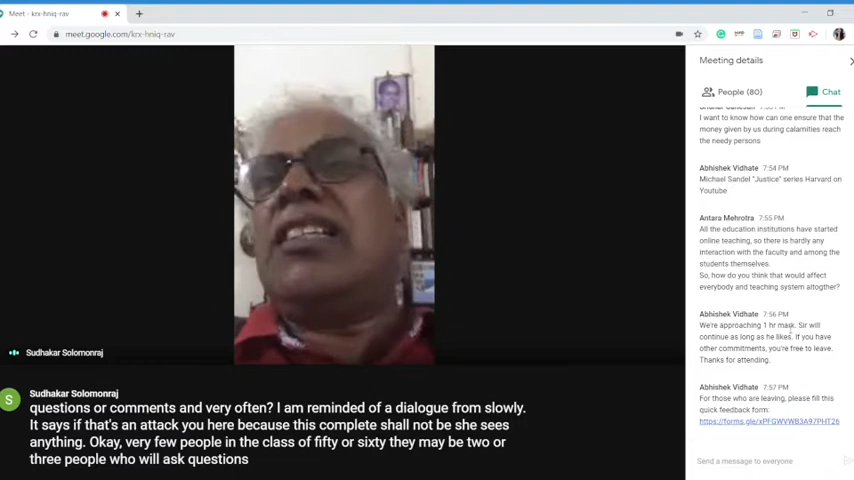 Meet - krx-hniq-rav
meet.google.com/krx-hniq-rav
Meeting details
People (80)
Chat
I want to know how can one ensure that the
money given by us during calamities reach
the needy persons
Abhishek Vidhate 7:54 PM
Michael Sandel "Justice" series Harvard on
Youtube
Antara Mehrotra 7:55 PM
All the education institutions have started
online teaching, so there is hardly any
interaction with the faculty and among the
students themselves.
So, how do you think that would affect
everybody and teaching system altogther?
Abhishek Vidhate 7:56 PM
We're approaching 1 hr mark. Sir will
continue as long as he likes. If you have
other commitments, you're free to leave.
Thanks for attending.
Abhishek Vidhate 7:57 PM
For those who are leaving, please fill this
quick feedback form:
https://forms.gle/xPFGWVWB3A97PHT26
Send a message to everyone
Sudhakar Solomonraj
S
Sudhakar Solomonraj
questions or comments and very often? I am reminded of a dialogue from slowly.
It says if that's an attack you here because this complete shall not be she sees
anything. Okay, very few people in the class of fifty or sixty they may be two or
three people who will ask questions